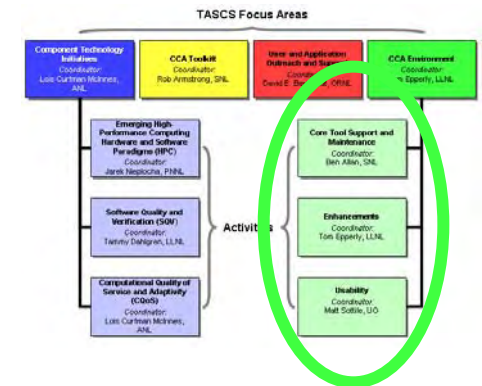 TASCS Focus Areas
Component Technology
Initiatives
Coordinator:
Lois Curfman McInnes,
ANL
CCA Toolkit
Coordinator:
Rob Armstrong, SNL
User and Application
Outreach and
David E. ORNL
CCA Environment
Epperly, LLNL
Emerging High-
Performance Computing
Hardware and Software
Paradigms (HPC)
Coordinator:
Jarek Nieplocha, PNNL
Software Quality and
Verification (SQV)
Coordinator:
Tammy Dahlgren, LLNL
Computational Quality of
Service and Adaptivity
(CQoS)
Coordinator:
Lois Curfman McInnes,
ANL
Activities
Core Tool Support and
Maintenance
Coordinator:
Ben Allan, SNL
Enhancements
Coordinator:
Tom Epperly, LLNL
Usability
Coordinator:
Matt Sottile, UO